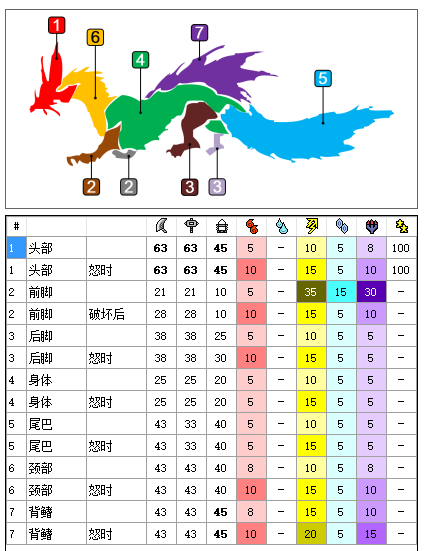 1
6
7
4
5
2
2
3
3
#
1 头部 63 63 45 5 － 10 5 8 100
1 头部 怒时 63 63 45 10 － 15 5 10 100
2 前脚 21 21 10 5 － 35 15 30 －
2 前脚 破坏后 28 28 10 10 － 15 5 10 －
3 后脚 38 38 25 5 － 10 5 5 －
3 后脚 怒时 38 38 30 10 － 15 5 5 －
4 身体 25 25 20 5 － 10 5 5 －
4 身体 怒时 25 25 20 5 － 15 5 5 －
5 尾巴 43 33 40 5 － 10 5 5 －
5 尾巴 怒时 43 33 40 5 － 15 5 5 －
6 颈部 43 43 40 8 － 10 5 8 －
6 颈部 怒时 43 43 40 10 － 15 5 10 －
7 背鳍 43 43 45 8 － 15 5 10 －
7 背鳍 怒时 43 43 45 10 － 20 5 15 －